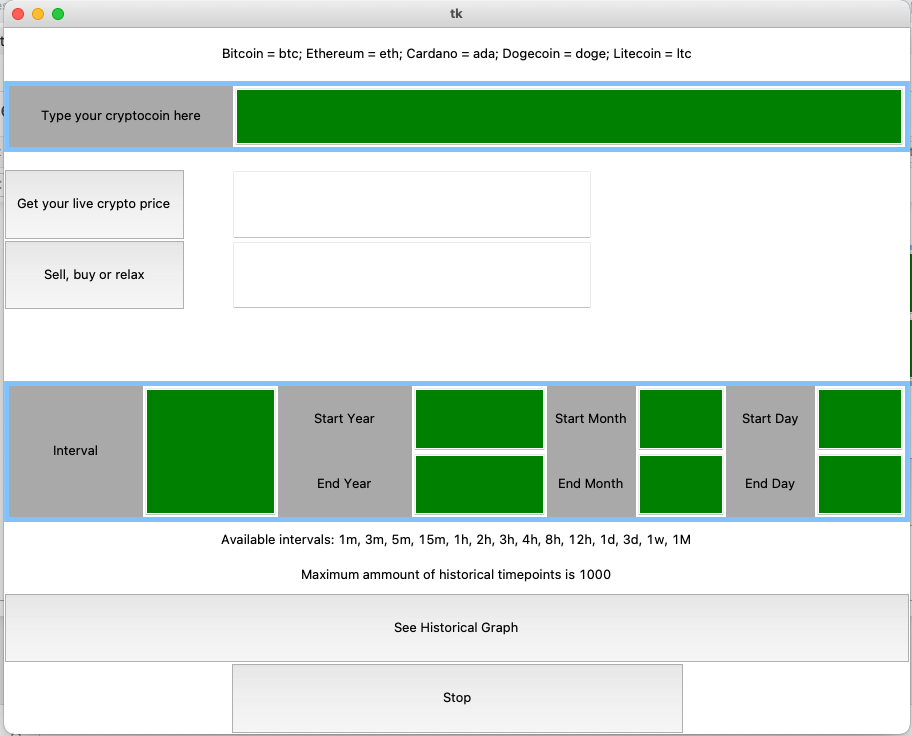 tk
Bitcoin = btc; Ethereum = eth; Cardano = ada; Dogecoin = doge; Litecoin = ltc
Type your cryptocoin here
Get your live crypto price
Sell, buy or relax
Interval
Start Year
Start Month
Start Day
End Year
End Month
End Day
Available intervals: 1m, 3m, 5m, 15m, 1h, 2h, 3h, 4h, 8h, 12h, 1d, 3d, 1w, 1M
Maximum ammount of historical timepoints is 1000
See Historical Graph
Stop